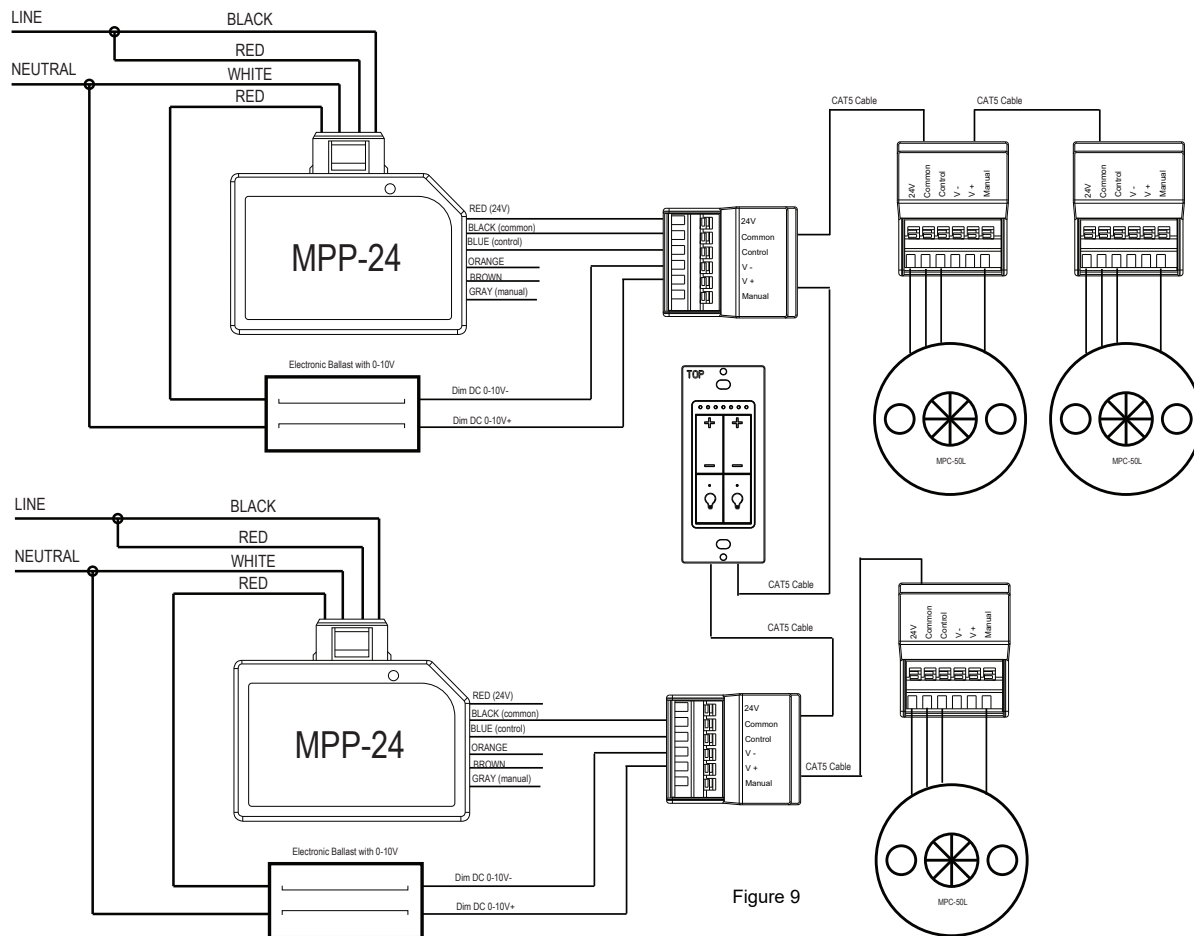 LINE
BLACK
RED
NEUTRAL
WHITE
RED
MPP-24
RED (24V)
BLACK (common)
BLUE (control)
ORANGE
BROWN
GRAY (manual)
24V
Common
Control
V -
V +
Manual
Electronic Ballast with 0-10V
Dim DC 0-10V-
Dim DC 0-10V+
CAT5 Cable
CAT5 Cable
24V
Common
Control
V -
V +
Manual
24V
Common
Control
V -
V +
Manual
MPC-50L
MPC-50L
TOP
CAT5 Cable
CAT5 Cable
LINE
BLACK
RED
NEUTRAL
WHITE
RED
MPP-24
RED (24V)
BLACK (common)
BLUE (control)
ORANGE
BROWN
GRAY (manual)
24V
Common
Control
V -
V +
Manual
CAT5 Cable
24V
Common
Control
V -
V +
Manual
MPC-50L
Electronic Ballast with 0-10V
Dim DC 0-10V-
Dim DC 0-10V+
Figure 9